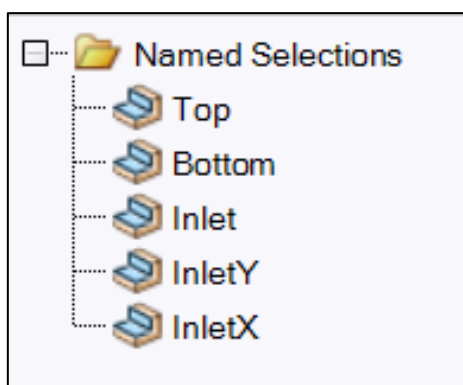 Named Selections
Top
Bottom
Inlet
InletY
InletX